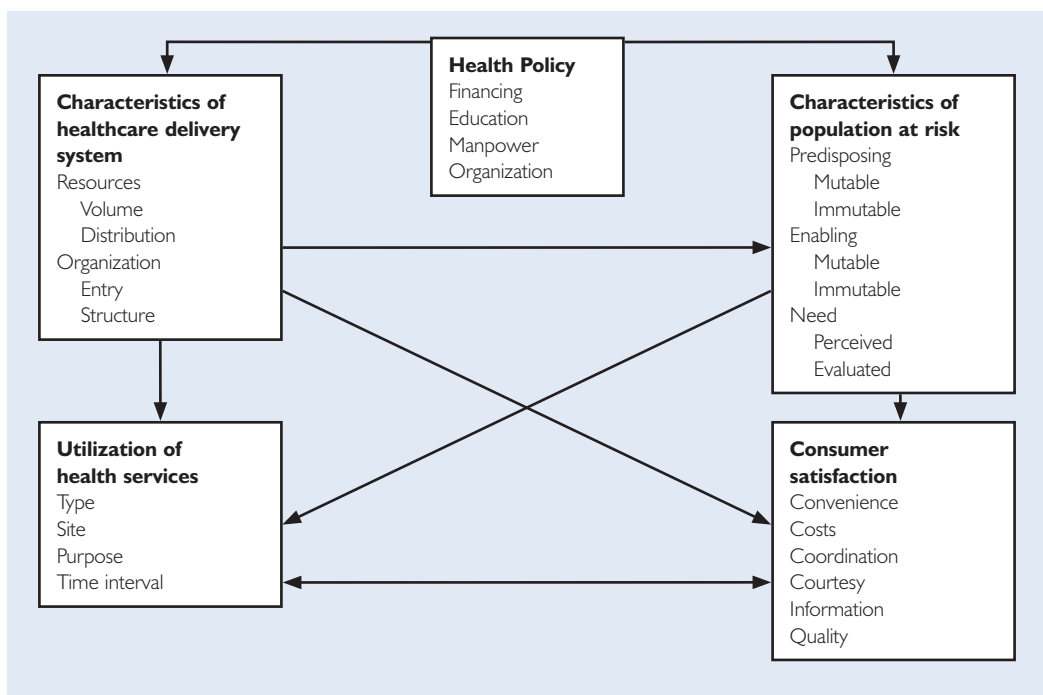 Health Policy
Financing
Education
Manpower
Organization
Characteristics of
healthcare delivery
system
Resources
Volume
Distribution
Organization
Entry
Structure
Characteristics of
population at risk
Predisposing
Mutable
Immutable
Enabling
Mutable
Immutable
Need
Perceived
Evaluated
Utilization of
health services
Type
Site
Purpose
Time interval
Consumer
satisfaction
Convenience
Costs
Coordination
Courtesy
Information
Quality